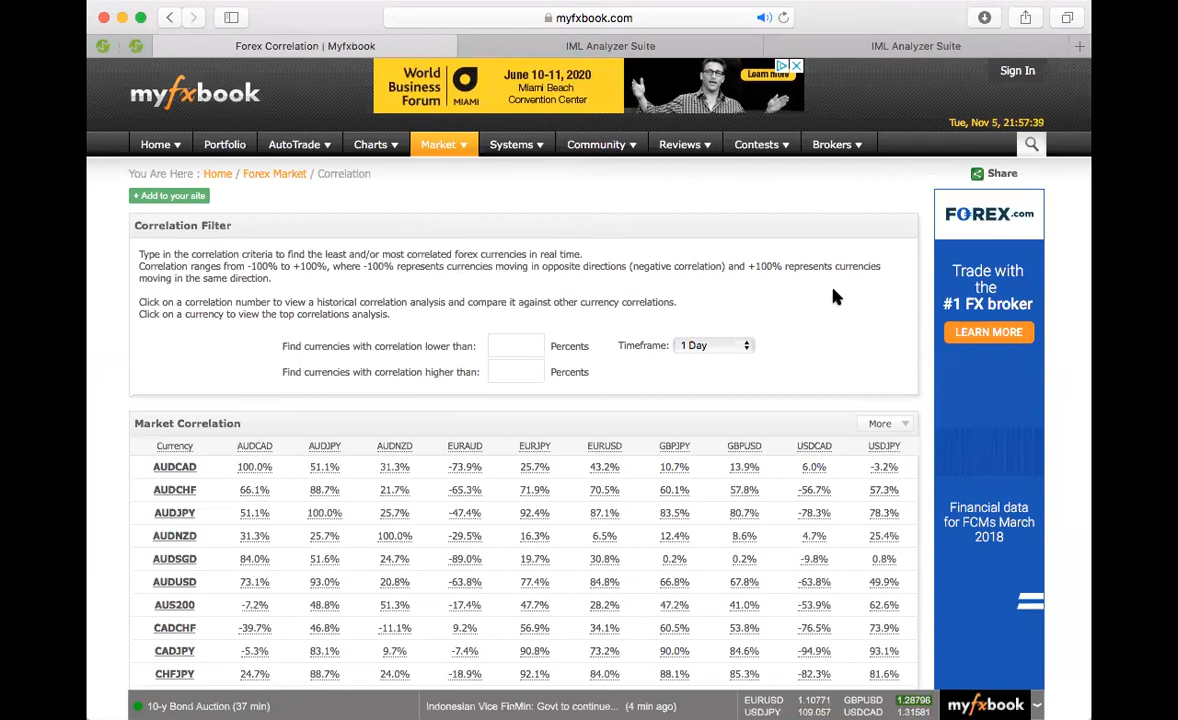 myfxbook.com
Forex Correlation | Myfxbook
IML Analyzer Suite
IML Analyzer Suite
World
Business
Forum
MIAMI
June 10-11, 2020
Miami Beach
Convention Center
Learn more
Sign In
myfxbook
Tue, Nov 5, 21:57:39
Home Portfolio AutoTrade Charts Market Systems Community Reviews Contests Brokers
You Are Here : Home / Forex Market / Correlation
Share
+ Add to your site
Correlation Filter
Type in the correlation criteria to find the least and/or most correlated forex currencies in real time.
Correlation ranges from -100% to +100%, where -100% represents currencies moving in opposite directions (negative correlation) and +100% represents currencies
moving in the same direction.
Click on a correlation number to view a historical correlation analysis and compare it against other currency correlations.
Click on a currency to view the top correlations analysis.
Find currencies with correlation lower than: Percents Timeframe: 1 Day
Find currencies with correlation higher than: Percents
Market Correlation More
Currency AUDCAD AUDJPY AUDNZD EURAUD EURJPY EURUSD GBPJPY GBPUSD USDCAD USDJPY
AUDCAD 100.0% 51.1% 31.3% -73.9% 25.7% 43.2% 10.7% 13.9% 6.0% -3.2%
AUDCHF 66.1% 88.7% 21.7% -65.3% 71.9% 70.5% 60.1% 57.8% -56.7% 57.3%
AUDJPY 51.1% 100.0% 25.7% -47.4% 92.4% 87.1% 83.5% 80.7% -78.3% 78.3%
AUDNZD 31.3% 25.7% 100.0% -29.5% 16.3% 6.5% 12.4% 8.6% 4.7% 25.4%
AUDSGD 84.0% 51.6% 24.7% -89.0% 19.7% 30.8% 0.2% 0.2% -9.8% 0.8%
AUDUSD 73.1% 93.0% 20.8% -63.8% 77.4% 84.8% 66.8% 67.8% -63.8% 49.9%
AUS200 -7.2% 48.8% 51.3% -17.4% 47.7% 28.2% 47.2% 41.0% -53.9% 62.6%
CADCHF -39.7% 46.8% -11.1% 9.2% 56.9% 34.1% 60.5% 53.8% -76.5% 73.9%
CADJPY -5.3% 83.1% 9.7% -7.4% 90.8% 73.2% 90.0% 84.6% -94.9% 93.1%
CHFJPY 24.7% 88.7% 24.0% -18.9% 92.1% 84.0% 88.1% 85.3% -82.3% 81.6%
FOREX.com
Trade with
the
#1 FX broker
LEARN MORE
Financial data
for FCMs March
2018
10-y Bond Auction (37 min)
Indonesian Vice FinMin: Govt to continue... (4 min ago)
EURUSD 1.10771 GBPUSD 1.28796
USDJPY 109.057 USDCAD 1.31581
myfxbook